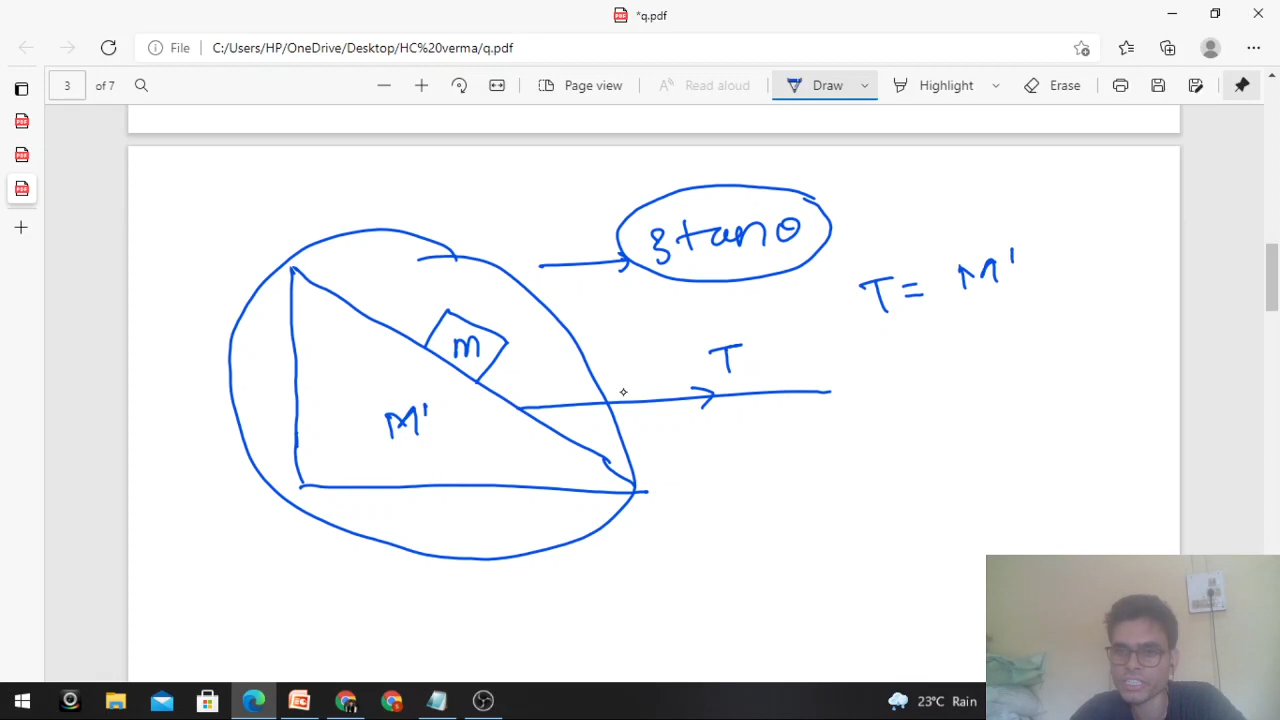 *q.pdf
File C:/Users/HP/OneDrive/Desktop/HC%20verma/q.pdf
3 of 7 Page view Read aloud Draw Highlight Erase
g tan θ
T = M'
m
T
M'
23°C Rain